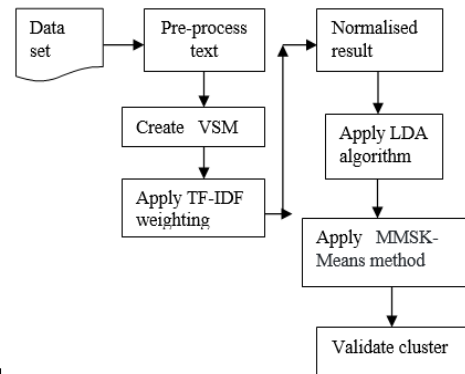 Data
set
Pre-process
text
Create VSM
Apply TF-IDF
weighting
Normalised
result
Apply LDA
algorithm
Apply MMSK-
Means method
Validate cluster